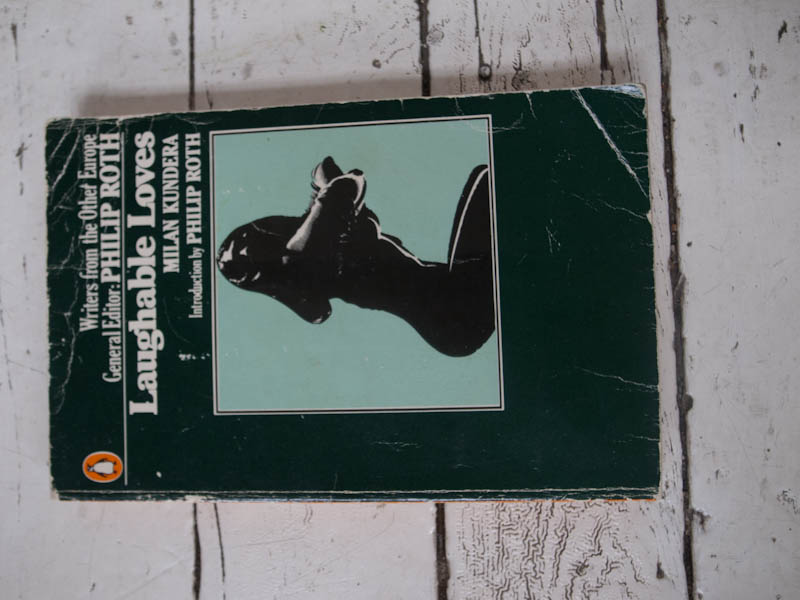 Writers from the Other Europe
General Editor: PHILIP ROTH
Laughable Loves
MILAN KUNDERA
Introduction by PHILIP ROTH